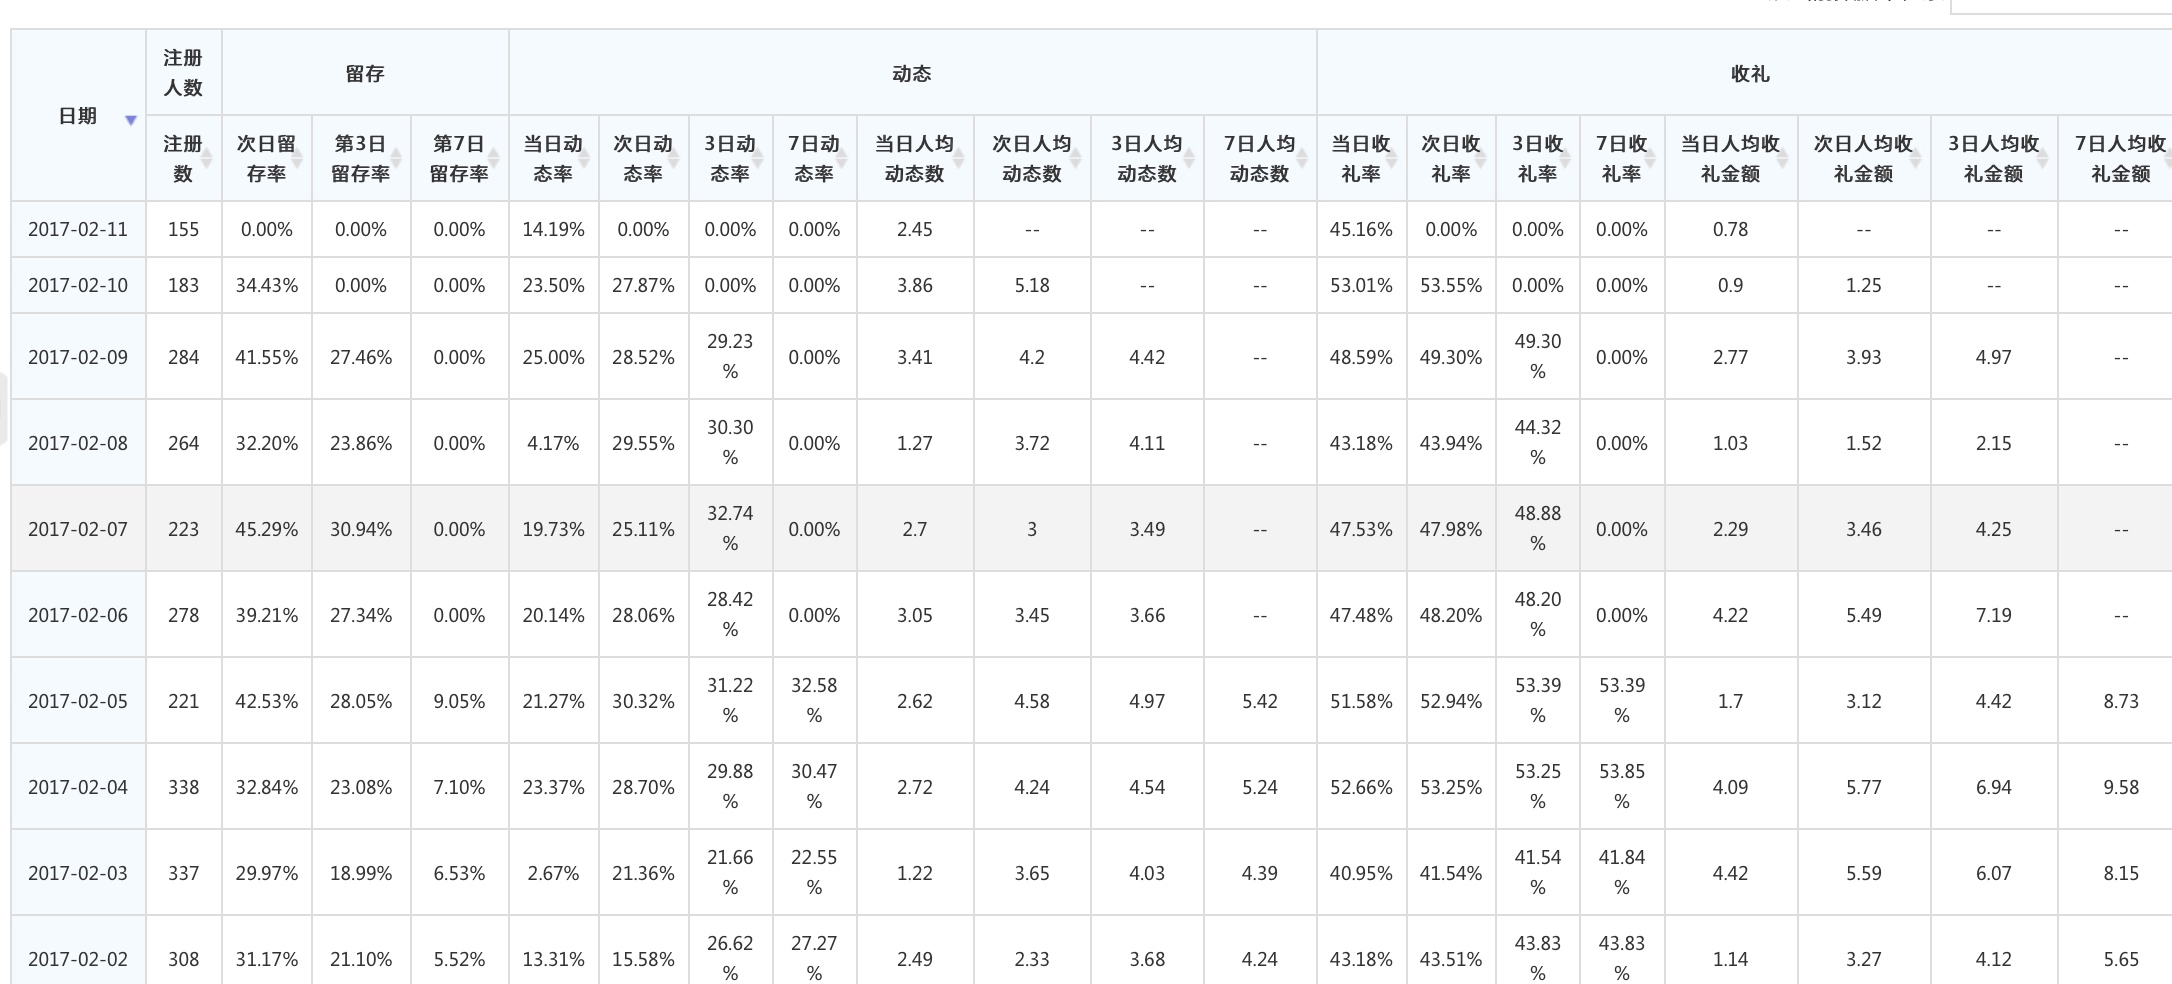 注册
人数
留存
动态
收礼
日期
注册
数
次日留
存率
第3日
留存率
第7日
留存率
当日动
态率
次日动
态率
3日动
态率
7日动
态率
当日人均
动态数
次日人均
动态数
3日人均
动态数
7日人均
动态数
当日收
礼率
次日收
礼率
3日收
礼率
7日收
礼率
当日人均收
礼金额
次日人均收
礼金额
3日人均收
礼金额
7日人均收
礼金额
2017-02-11 155 0.00% 0.00% 0.00% 14.19% 0.00% 0.00% 0.00% 2.45 -- -- -- 45.16% 0.00% 0.00% 0.00% 0.78 -- -- --
2017-02-10 183 34.43% 0.00% 0.00% 23.50% 27.87% 0.00% 0.00% 3.86 5.18 -- -- 53.01% 53.55% 0.00% 0.00% 0.9 1.25 -- --
2017-02-09 284 41.55% 27.46% 0.00% 25.00% 28.52% 29.23% 0.00% 3.41 4.2 4.42 -- 48.59% 49.30% 49.30% 0.00% 2.77 3.93 4.97 --
2017-02-08 264 32.20% 23.86% 0.00% 4.17% 29.55% 30.30% 0.00% 1.27 3.72 4.11 -- 43.18% 43.94% 44.32% 0.00% 1.03 1.52 2.15 --
2017-02-07 223 45.29% 30.94% 0.00% 19.73% 25.11% 32.74% 0.00% 2.7 3 3.49 -- 47.53% 47.98% 48.88% 0.00% 2.29 3.46 4.25 --
2017-02-06 278 39.21% 27.34% 0.00% 20.14% 28.06% 28.42% 0.00% 3.05 3.45 3.66 -- 47.48% 48.20% 48.20% 0.00% 4.22 5.49 7.19 --
2017-02-05 221 42.53% 28.05% 9.05% 21.27% 30.32% 31.22% 32.58% 2.62 4.58 4.97 5.42 51.58% 52.94% 53.39% 53.39% 1.7 3.12 4.42 8.73
2017-02-04 338 32.84% 23.08% 7.10% 23.37% 28.70% 29.88% 30.47% 2.72 4.24 4.54 5.24 52.66% 53.25% 53.25% 53.85% 4.09 5.77 6.94 9.58
2017-02-03 337 29.97% 18.99% 6.53% 2.67% 21.36% 21.66% 22.55% 1.22 3.65 4.03 4.39 40.95% 41.54% 41.54% 41.84% 4.42 5.59 6.07 8.15
2017-02-02 308 31.17% 21.10% 5.52% 13.31% 15.58% 26.62% 27.27% 2.49 2.33 3.68 4.24 43.18% 43.51% 43.83% 43.83% 1.14 3.27 4.12 5.65